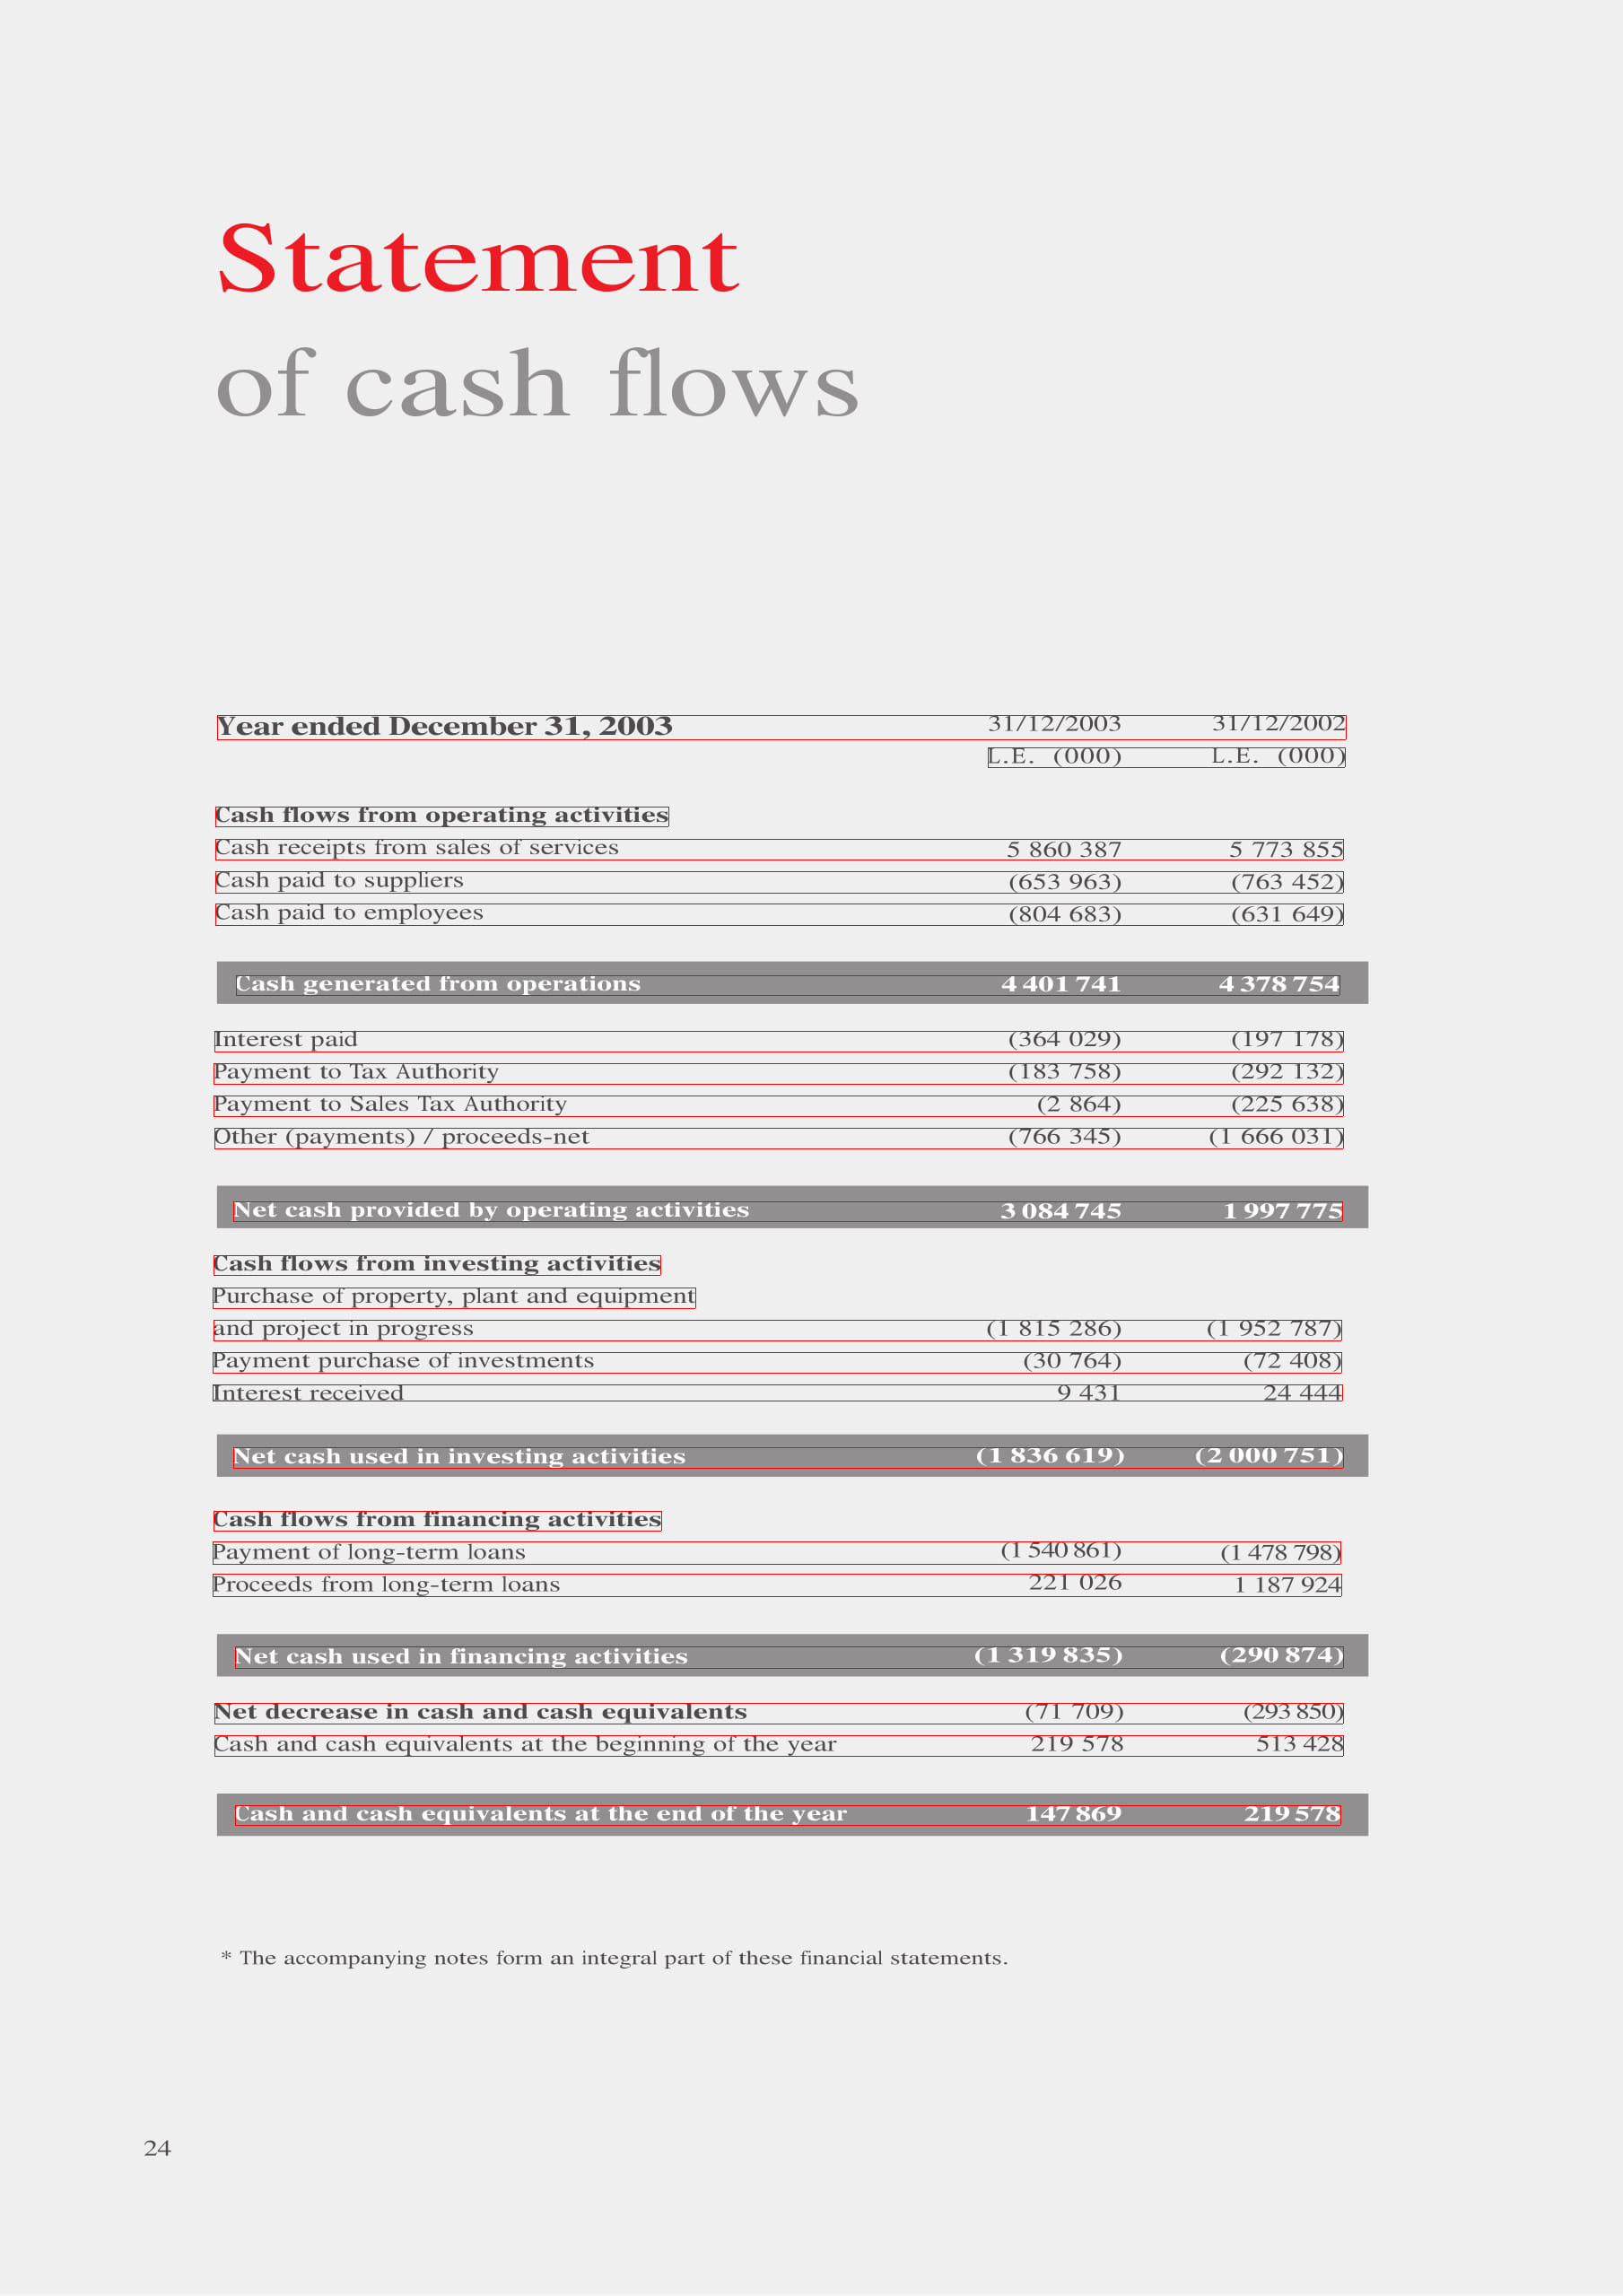 Statement
of cash flows
Year ended December 31, 2003 31/12/2003 31/12/2002
L.E. (000) L.E. (000)
Cash flows from operating activities
Cash receipts from sales of services 5 860 387 5 773 855
Cash paid to suppliers (653 963) (763 452)
Cash paid to employees (804 683) (631 649)
Cash generated from operations 4 401 741 4 378 754
Interest paid (364 029) (197 178)
Payment to Tax Authority (183 758) (292 132)
Payment to Sales Tax Authority (2 864) (225 638)
Other (payments) / proceeds-net (766 345) (1 666 031)
Net cash provided by operating activities 3 084 745 1 997 775
Cash flows from investing activities
Purchase of property, plant and equipment
and project in progress (1 815 286) (1 952 787)
Payment purchase of investments (30 764) (72 408)
Interest received 9 431 24 444
Net cash used in investing activities (1 836 619) (2 000 751)
Cash flows from financing activities
Payment of long-term loans (1 540 861) (1 478 798)
Proceeds from long-term loans 221 026 1 187 924
Net cash used in financing activities (1 319 835) (290 874)
Net decrease in cash and cash equivalents (71 709) (293 850)
Cash and cash equivalents at the beginning of the year 219 578 513 428
Cash and cash equivalents at the end of the year 147 869 219 578
* The accompanying notes form an integral part of these financial statements.
24